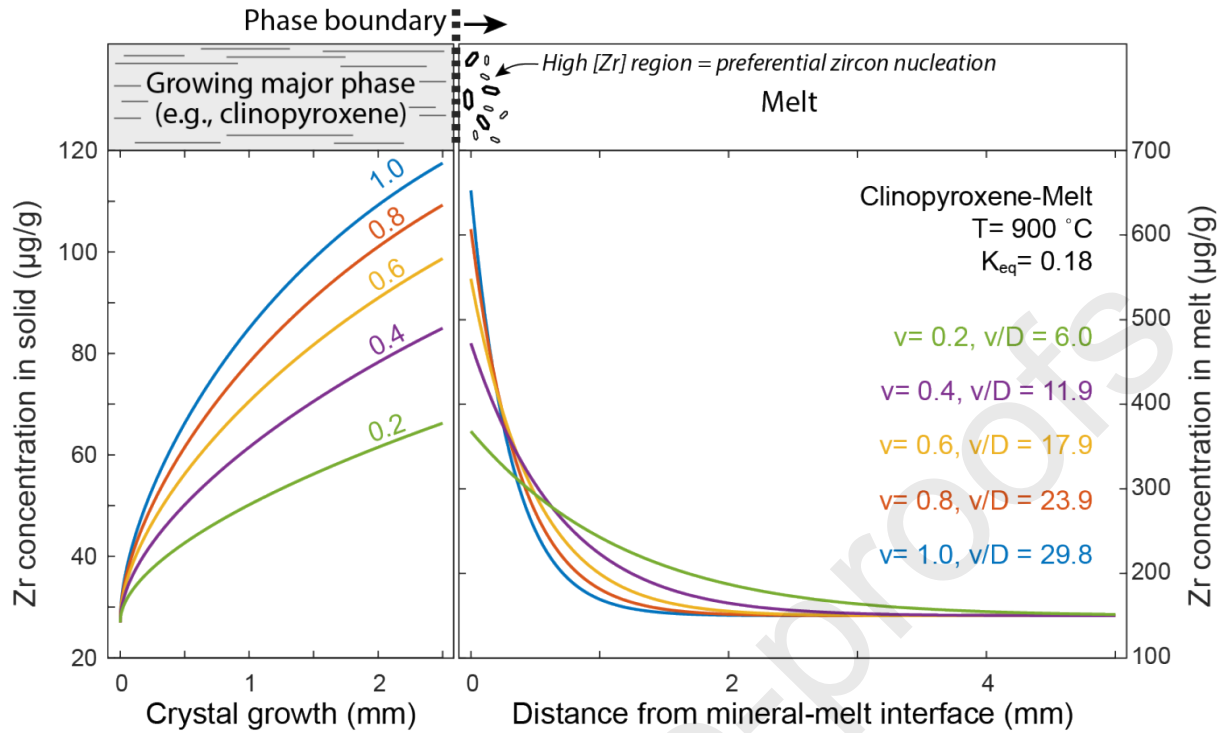 Phase boundary
High [Zr] region = preferential zircon nucleation
Growing major phase
(e.g., clinopyroxene)
Melt
120
100
80
60
40
20
Zr concentration in solid (µg/g)
1.0
0.8
0.6
0.4
0.2
0
1
2
Crystal growth (mm)
Clinopyroxene-Melt
T= 900 °C
Keq= 0.18
v= 0.2, v/D = 6.0
v= 0.4, v/D = 11.9
v= 0.6, v/D = 17.9
v= 0.8, v/D = 23.9
v= 1.0, v/D = 29.8
0
2
4
Distance from mineral-melt interface (mm)
700
600
500
400
300
200
100
Zr concentration in melt (µg/g)
-proofs